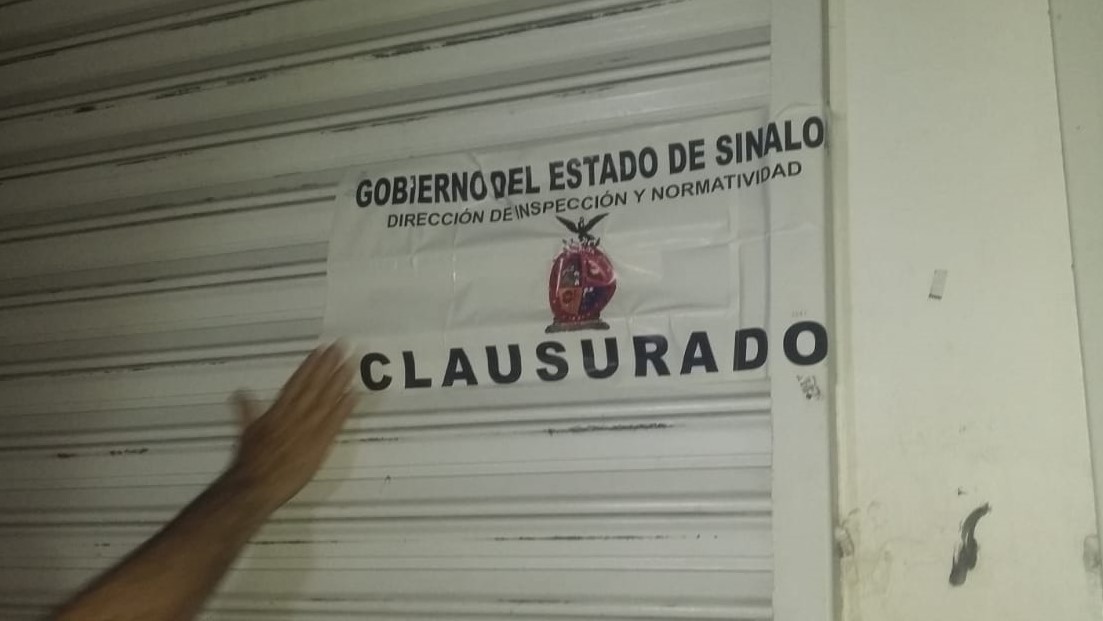 GOBIERNO DEL ESTADO DE SINALO
DIRECCIÓN DE INSPECCIÓN Y NORMATIVIDAD
CLAUSURADO